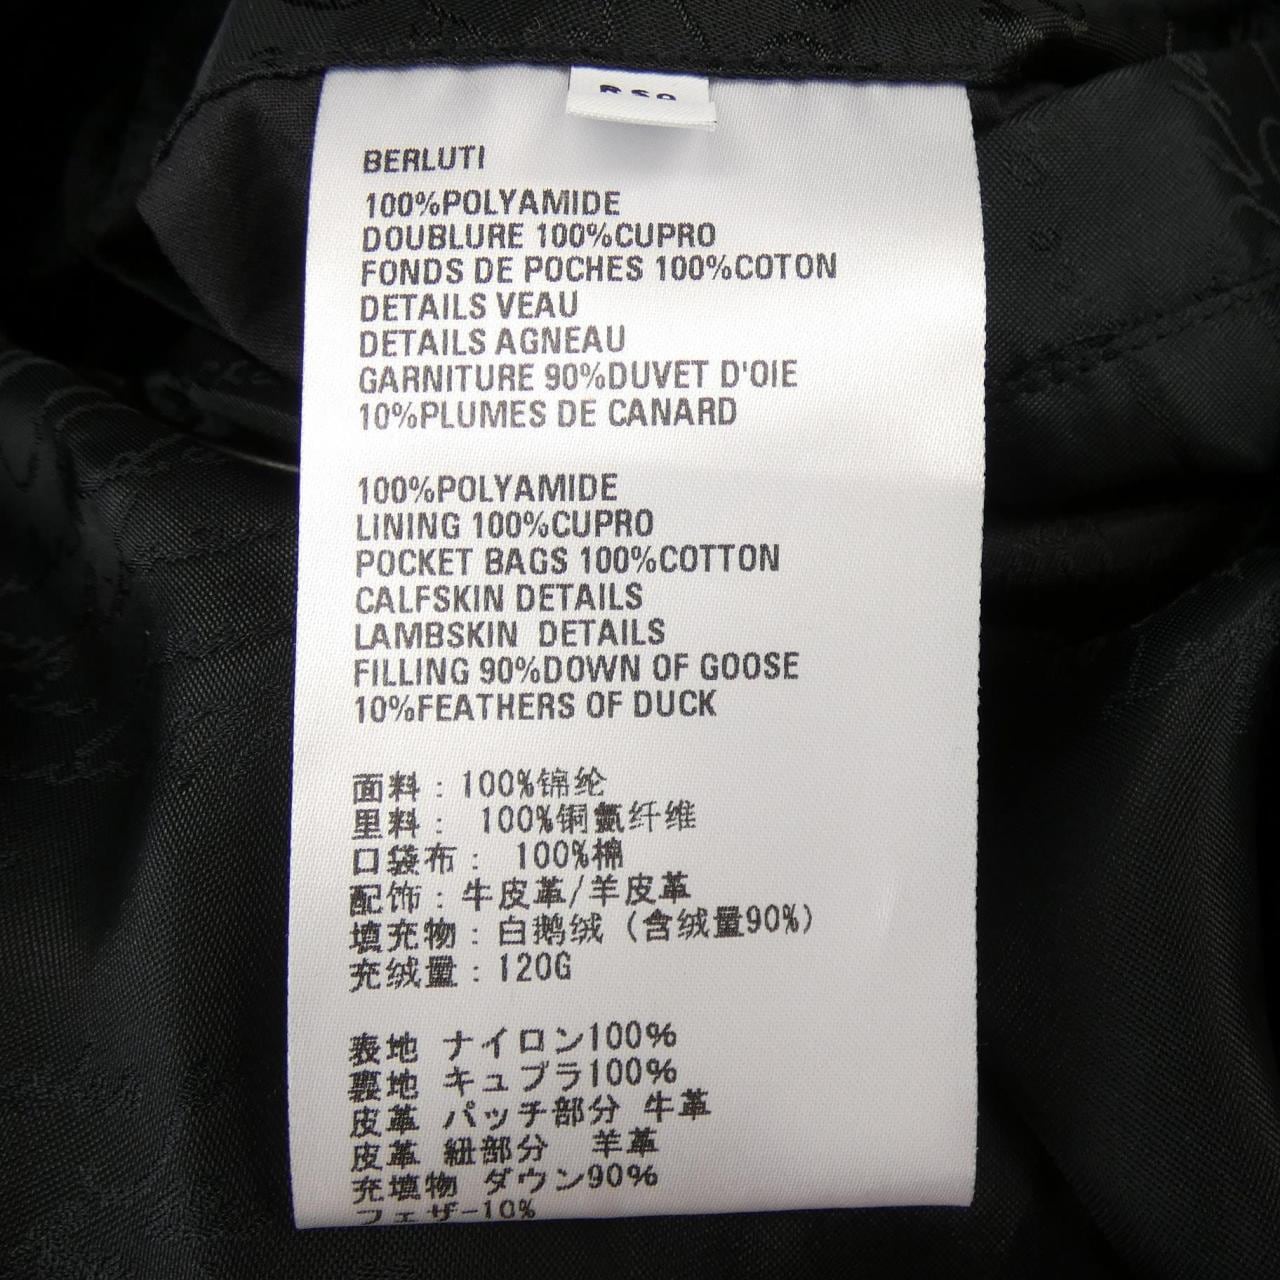 BERLUTI
100%POLYAMIDE
DOUBLURE 100%CUPRO
FONDS DE POCHES 100%COTON
DETAILS VEAU
DETAILS AGNEAU
GARNITURE 90%DUVET D'OIE
10%PLUMES DE CANARD
100%POLYAMIDE
LINING 100%CUPRO
POCKET BAGS 100%COTTON
CALFSKIN DETAILS
LAMBSKIN DETAILS
FILLING 90%DOWN OF GOOSE
10%FEATHERS OF DUCK
面料：100%锦纶
里料： 100%铜氨纤维
口袋布： 100%棉
配饰：牛皮革/羊皮革
填充物：白鹅绒（含绒量90%）
充绒量：120G
表地 ナイロン100%
裏地 キュプラ100%
皮革 パッチ部分 牛革
皮革 紐部分 羊革
充填物 ダウン90%
フェザー10%